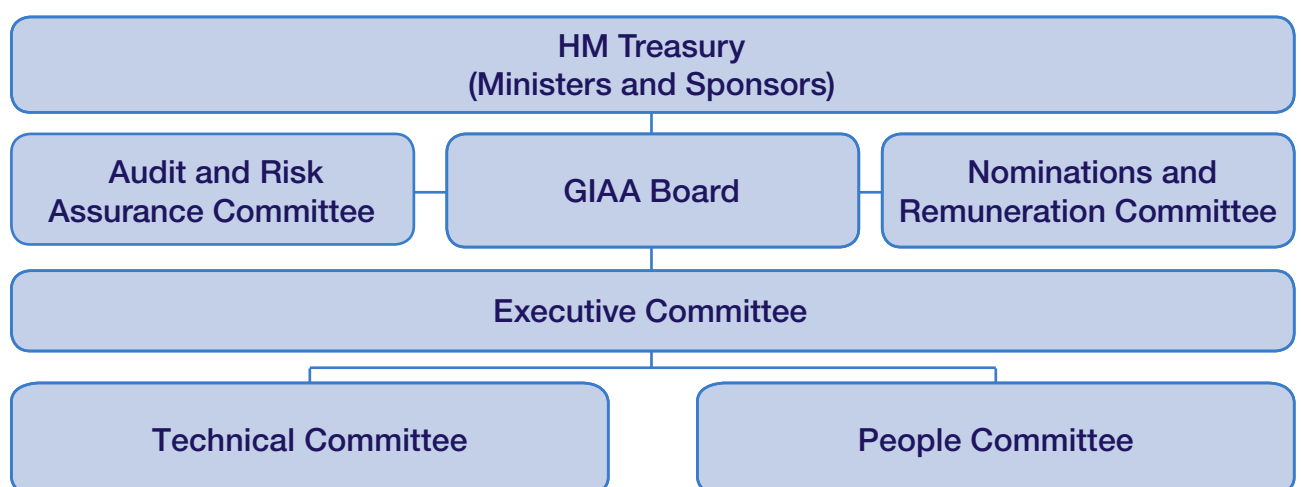 HM Treasury
(Ministers and Sponsors)
Audit and Risk
Assurance Committee
GIAA Board
Nominations and
Remuneration Committee
Executive Committee
Technical Committee
People Committee